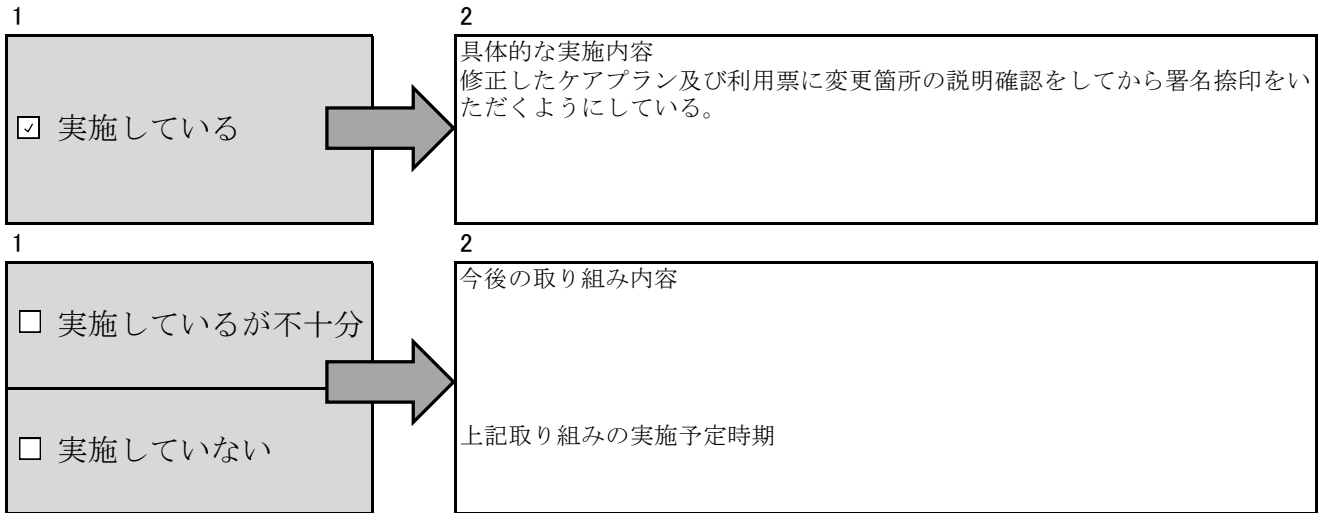 1
2
実施している
具体的な実施内容
修正したケアプラン及び利用票に変更箇所の説明確認をしてから署名捺印をい
ただくようにしている。
1
2
実施しているが不十分
実施していない
今後の取り組み内容
上記取り組みの実施予定時期